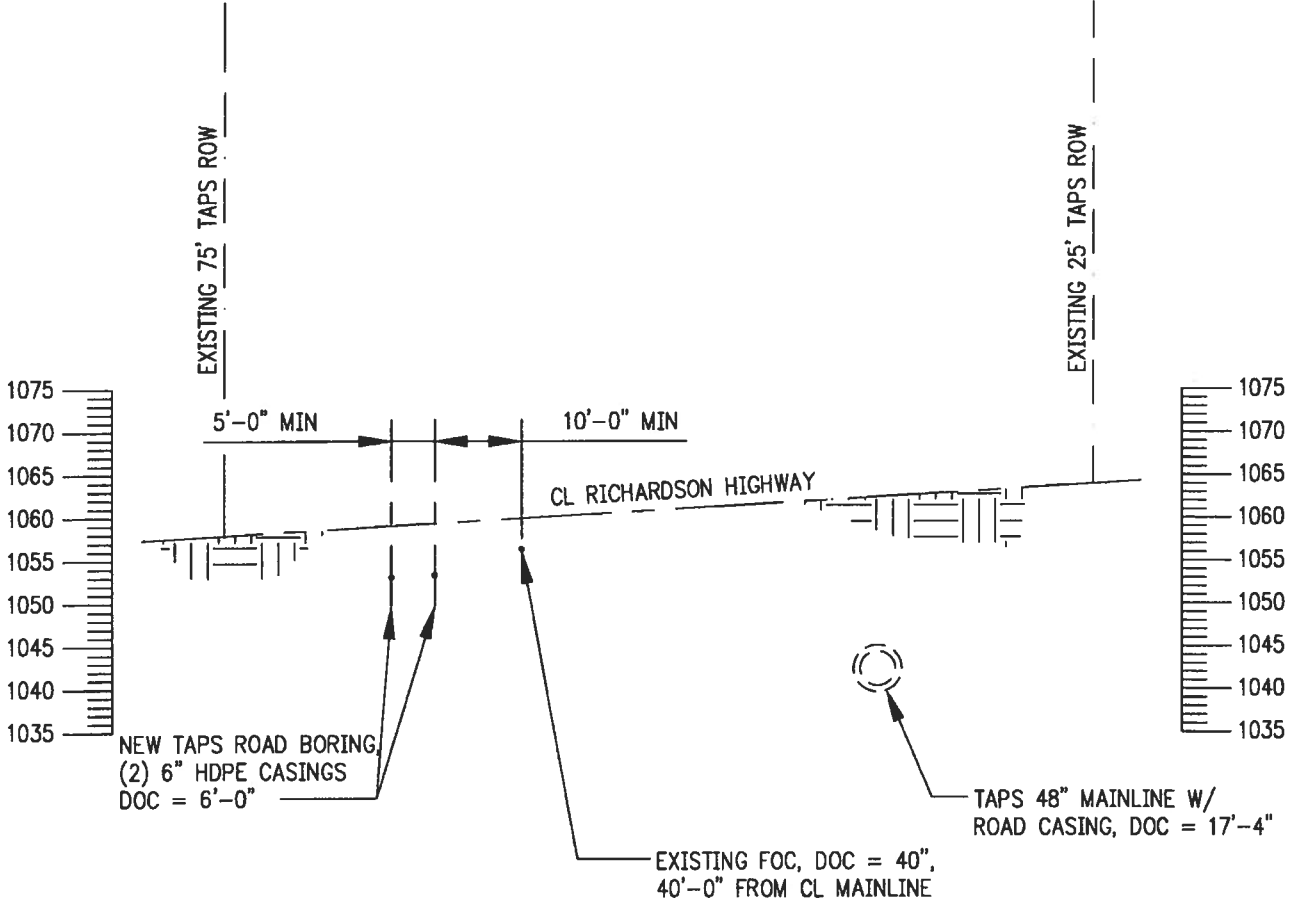 EXISTING 75' TAPS ROW
EXISTING 25' TAPS ROW
1075
1070
1065
1060
1055
1050
1045
1040
1035
5'-0" MIN
10'-0" MIN
CL RICHARDSON HIGHWAY
1075
1070
1065
1060
1055
1050
1045
1040
1035
NEW TAPS ROAD BORING,
(2) 6" HDPE CASINGS
DOC = 6'-0"
TAPS 48" MAINLINE W/
ROAD CASING, DOC = 17'-4"
EXISTING FOC, DOC = 40",
40'-0" FROM CL MAINLINE